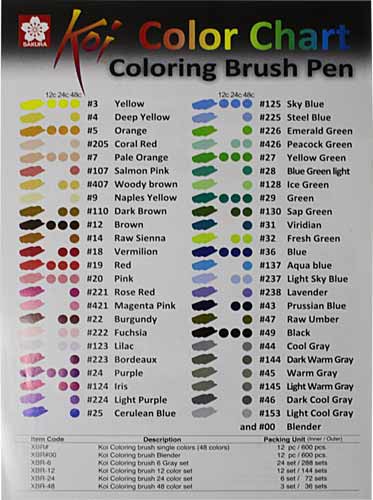 SAKURA
Koi Color Chart
Coloring Brush Pen
12c 24c 48c
#3 Yellow
#4 Deep Yellow
#5 Orange
#205 Coral Red
#7 Pale Orange
#107 Salmon Pink
#407 Woody brown
#9 Naples Yellow
#110 Dark Brown
#12 Brown
#14 Raw Sienna
#18 Vermilion
#19 Red
#20 Pink
#221 Rose Red
#421 Magenta Pink
#22 Burgundy
#222 Fuchsia
#123 Lilac
#223 Bordeaux
#24 Purple
#124 Iris
#224 Light Purple
#25 Cerulean Blue
12c 24c 48c
#125 Sky Blue
#225 Steel Blue
#226 Emerald Green
#426 Peacock Green
#27 Yellow Green
#28 Blue Green light
#128 Ice Green
#29 Green
#130 Sap Green
#31 Viridian
#32 Fresh Green
#36 Blue
#137 Aqua blue
#237 Light Sky Blue
#238 Lavender
#43 Prussian Blue
#47 Raw Umber
#49 Black
#44 Cool Gray
#144 Dark Warm Gray
#45 Warm Gray
#145 Light Warm Gray
#46 Dark Cool Gray
#153 Light Cool Gray
and #00 Blender
Item Code Description Packing Unit (Inner / Outer)
XBR# Koi Coloring brush single colors (48 colors) 12 pc / 600 pcs.
XBR#00 Koi Coloring brush Blender 12 pc / 600 pcs.
XBR-6 Koi Coloring brush 6 Gray set 24 set / 288 sets
XBR-12 Koi Coloring brush 12 color set 12 set / 144 sets
XBR-24 Koi Coloring brush 24 color set 6 set / 72 sets
XBR-48 Koi Coloring brush 48 color set 3 set / 36 sets